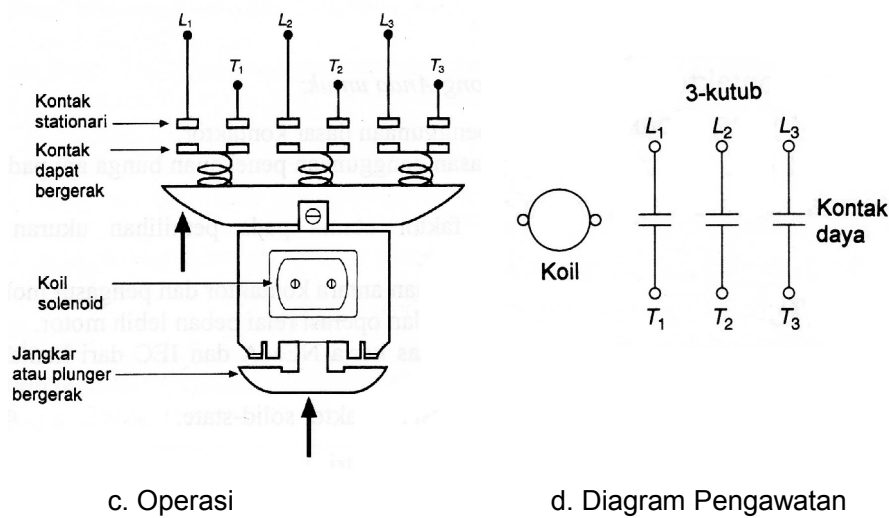 L1
L2
L3
T1
T2
T3
Kontak
stationari
Kontak
dapat
bergerak
Koil
solenoid
Jangkar
atau plunger
bergerak
c. Operasi
3-kutub
L1
L2
L3
Koil
Kontak
daya
T1
T2
T3
d. Diagram Pengawatan